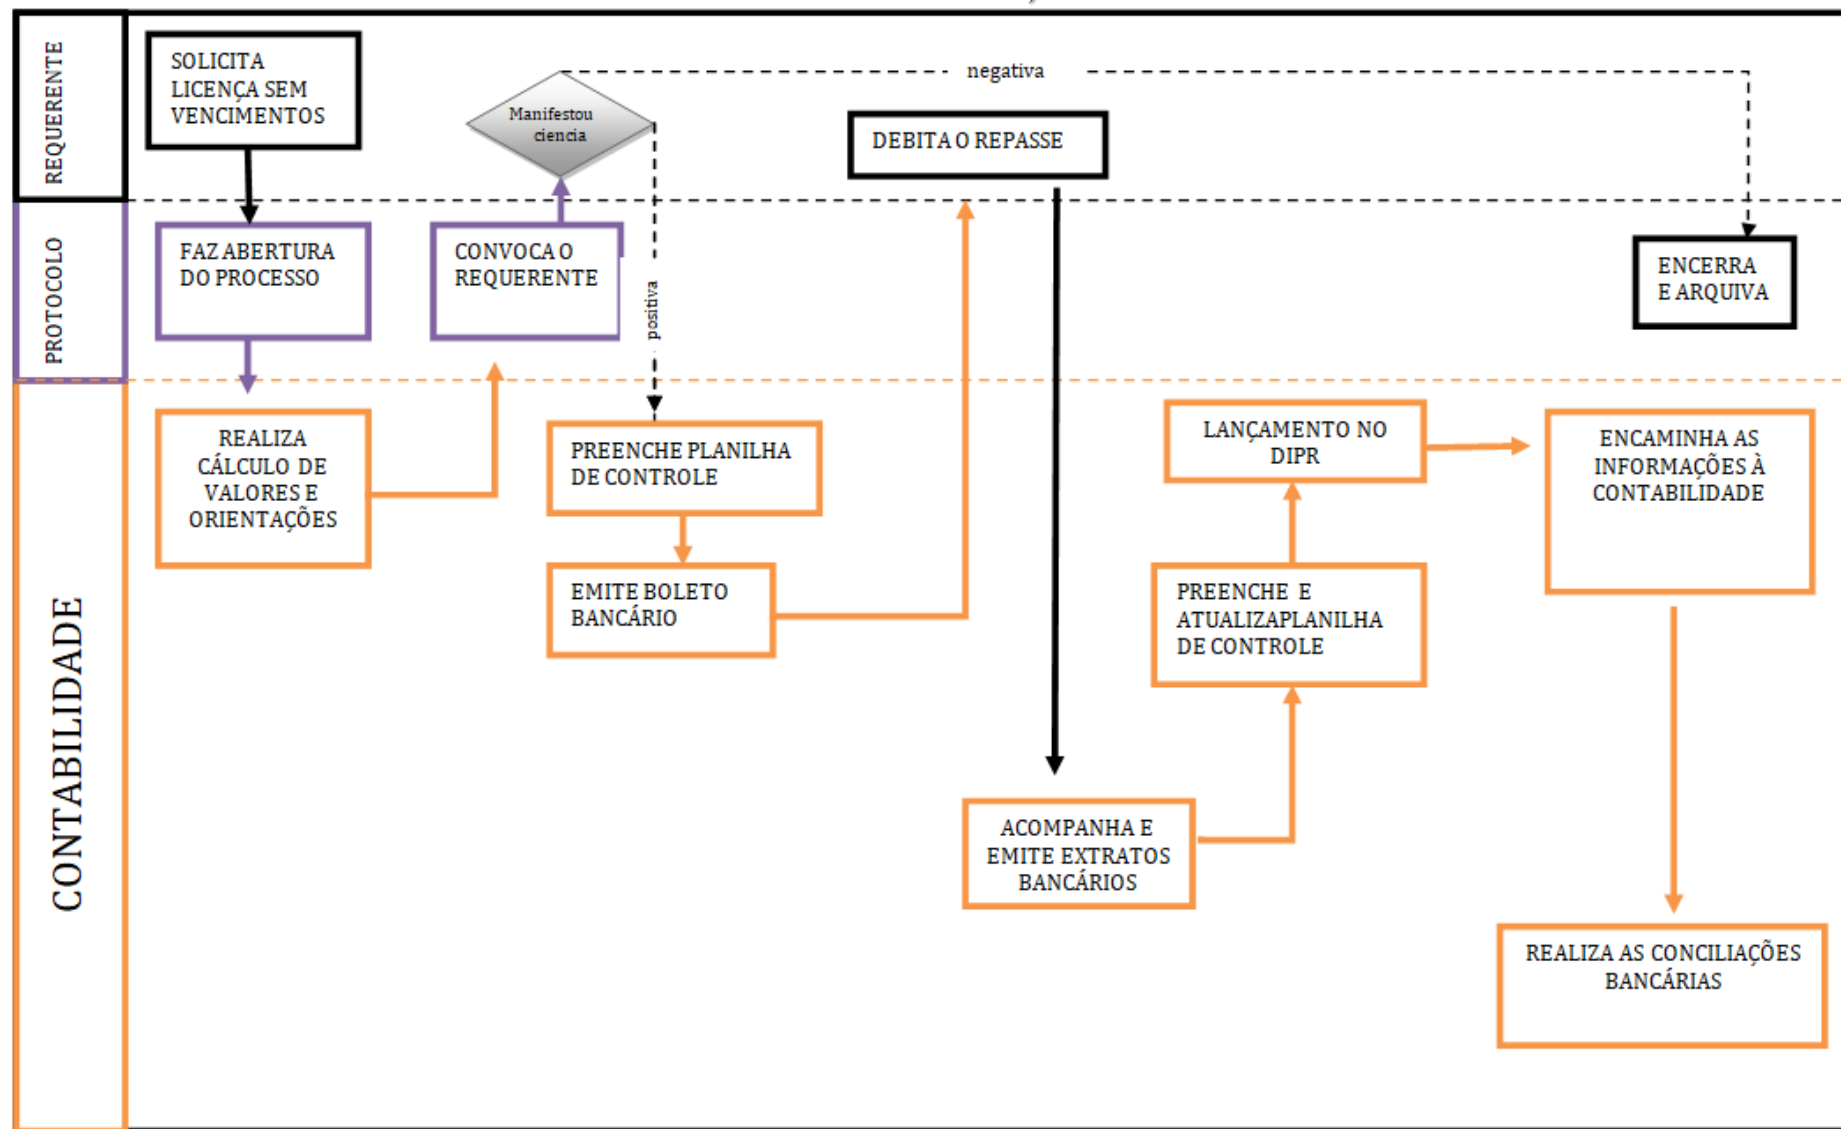 REQUERENTE
SOLICITA
LICENÇA SEM
VENCIMENTOS
Manifestou
ciencia
negativa
DEBITA O REPASSE
PROTOCOLO
FAZ ABERTURA
DO PROCESSO
CONVOCA O
REQUERENTE
positiva
ENCERRA
E ARQUIVA
CONTABILIDADE
REALIZA
CÁLCULO DE
VALORES E
ORIENTAÇÕES
PREENCHE PLANILHA
DE CONTROLE
EMITE BOLETO
BANCÁRIO
LANÇAMENTO NO
DIPR
ENCAMINHA AS
INFORMAÇÕES À
CONTABILIDADE
PREENCHE E
ATUALIZAPLANILHA
DE CONTROLE
ACOMPANHA E
EMITE EXTRATOS
BANCÁRIOS
REALIZA AS CONCILIAÇÕES
BANCÁRIAS